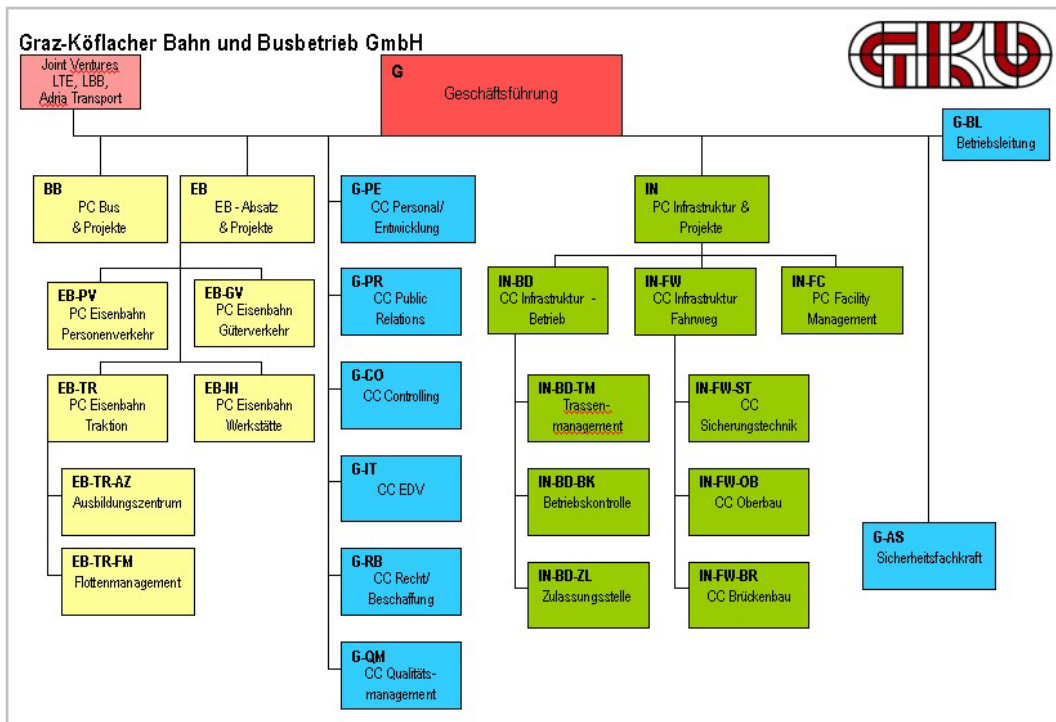 Graz-Köflacher Bahn und Busbetrieb GmbH
GKb
Joint Ventures
LTE, LBB,
Adria Transport
G
Geschäftsführung
G-BL
Betriebsleitung
BB
PC Bus
& Projekte
EB
EB - Absatz
& Projekte
G-PE
CC Personal/
Entwicklung
IN
PC Infrastruktur &
Projekte
EB-PV
PC Eisenbahn
Personenverkehr
EB-GV
PC Eisenbahn
Güterverkehr
G-PR
CC Public
Relations
IN-BD
CC Infrastruktur -
Betrieb
IN-FW
CC Infrastruktur
Fahrweg
IN-FC
PC Facility
Management
EB-TR
PC Eisenbahn
Traktion
EB-IH
PC Eisenbahn
Werkstätte
G-CO
CC Controlling
IN-BD-TM
Trassen-
management
IN-FW-ST
CC
Sicherungstechnik
EB-TR-AZ
Ausbildungszentrum
G-IT
CC EDV
IN-BD-BK
Betriebskontrolle
IN-FW-OB
CC Oberbau
G-AS
Sicherheitsfachkraft
EB-TR-FM
Flottenmanagement
G-RB
CC Recht/
Beschaffung
IN-BD-ZL
Zulassungsstelle
IN-FW-BR
CC Brückenbau
G-QM
CC Qualitäts-
management